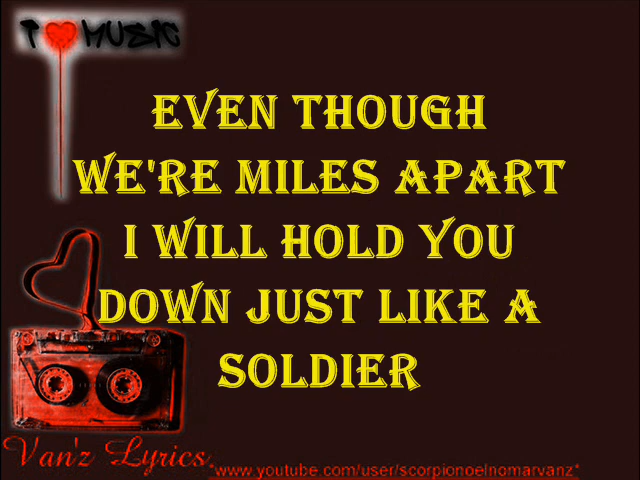 I ♥ MUSIC
EVEN THOUGH
WE'RE MILES APART
I WILL HOLD YOU
DOWN JUST LIKE A
SOLDIER
Van'z Lyrics
*www.youtube.com/user/scorpionoelnomarvanz*